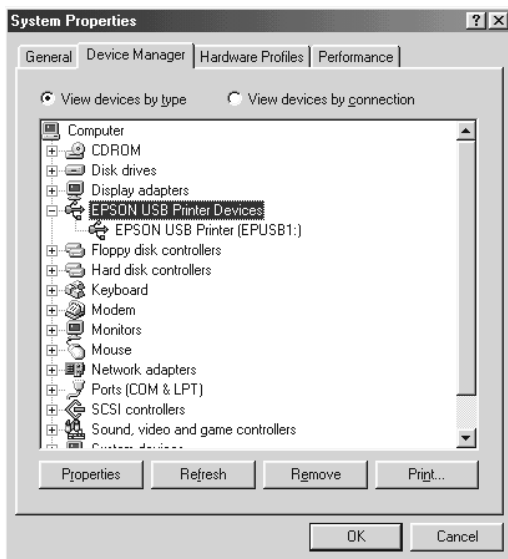 System Properties
General Device Manager Hardware Profiles Performance
View devices by type View devices by connection
Computer
CDROM
Disk drives
Display adapters
EPSON USB Printer Devices
EPSON USB Printer (EPUSB1:)
Floppy disk controllers
Hard disk controllers
Keyboard
Modem
Monitors
Mouse
Network adapters
Ports (COM & LPT)
SCSI controllers
Sound, video and game controllers
System devices
Properties Refresh Remove Print...
OK Cancel